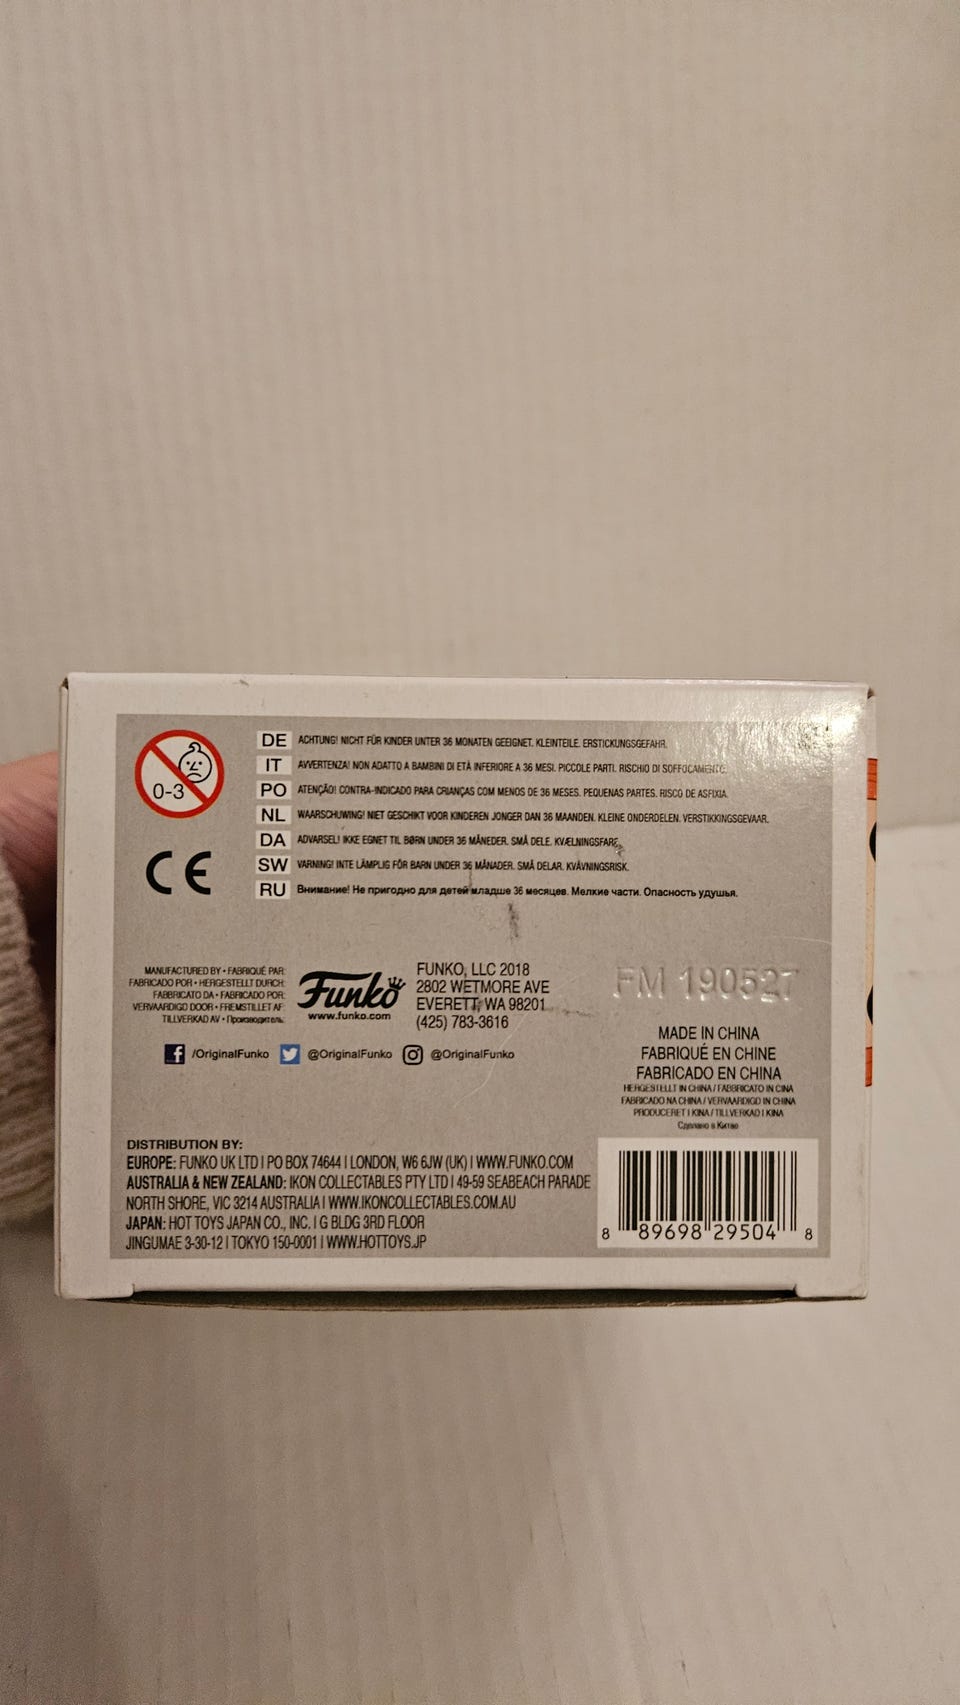 0-3
CE
DE ACHTUNG! NICHT FÜR KINDER UNTER 36 MONATEN GEEIGNET. KLEINTEILE. ERSTICKUNGSGEFAHR.
IT AVVERTENZA! NON ADATTO A BAMBINI DI ETÀ INFERIORE A 36 MESI. PICCOLE PARTI. RISCHIO DI SOFFOCAMENTO.
PO ATENÇÃO! CONTRA-INDICADO PARA CRIANÇAS COM MENOS DE 36 MESES. PEQUENAS PARTES. RISCO DE ASFIXIA.
NL WAARSCHUWING! NIET GESCHIKT VOOR KINDEREN JONGER DAN 36 MAANDEN. KLEINE ONDERDELEN. VERSTIKKINGSGEVAAR.
DA ADVARSEL! IKKE EGNET TIL BØRN UNDER 36 MÅNEDER. SMÅ DELE. KVÆLNINGSFARE.
SW VARNING! INTE LÄMPLIG FÖR BARN UNDER 36 MÅNADER. SMÅ DELAR. KVÄVNINGSRISK.
RU Внимание! Не пригодно для детей младше 36 месяцев. Мелкие части. Опасность удушья.
MANUFACTURED BY • FABRIQUÉ PAR:
FABRICADO POR • HERGESTELLT DURCH:
FABBRICATO DA • FABRICADO POR:
VERVAARDIGD DOOR • FREMSTILLET AF:
TILLVERKAD AV • Производитель:
Funko
www.funko.com
FUNKO, LLC 2018
2802 WETMORE AVE
EVERETT, WA 98201
(425) 783-3616
/OriginalFunko @OriginalFunko @OriginalFunko
FM 190527
MADE IN CHINA
FABRIQUÉ EN CHINE
FABRICADO EN CHINA
HERGESTELLT IN CHINA / FABBRICATO IN CINA
FABRICADO NA CHINA / VERVAARDIGD IN CHINA
PRODUCERET I KINA / TILLVERKAD I KINA
Сделано в Китае
DISTRIBUTION BY:
EUROPE: FUNKO UK LTD | PO BOX 74644 | LONDON, W6 6JW (UK) | WWW.FUNKO.COM
AUSTRALIA & NEW ZEALAND: IKON COLLECTABLES PTY LTD | 49-59 SEABEACH PARADE
NORTH SHORE, VIC 3214 AUSTRALIA | WWW.IKONCOLLECTABLES.COM.AU
JAPAN: HOT TOYS JAPAN CO., INC. | G BLDG 3RD FLOOR
JINGUMAE 3-30-12 | TOKYO 150-0001 | WWW.HOTTOYS.JP
8 89698 29504 8